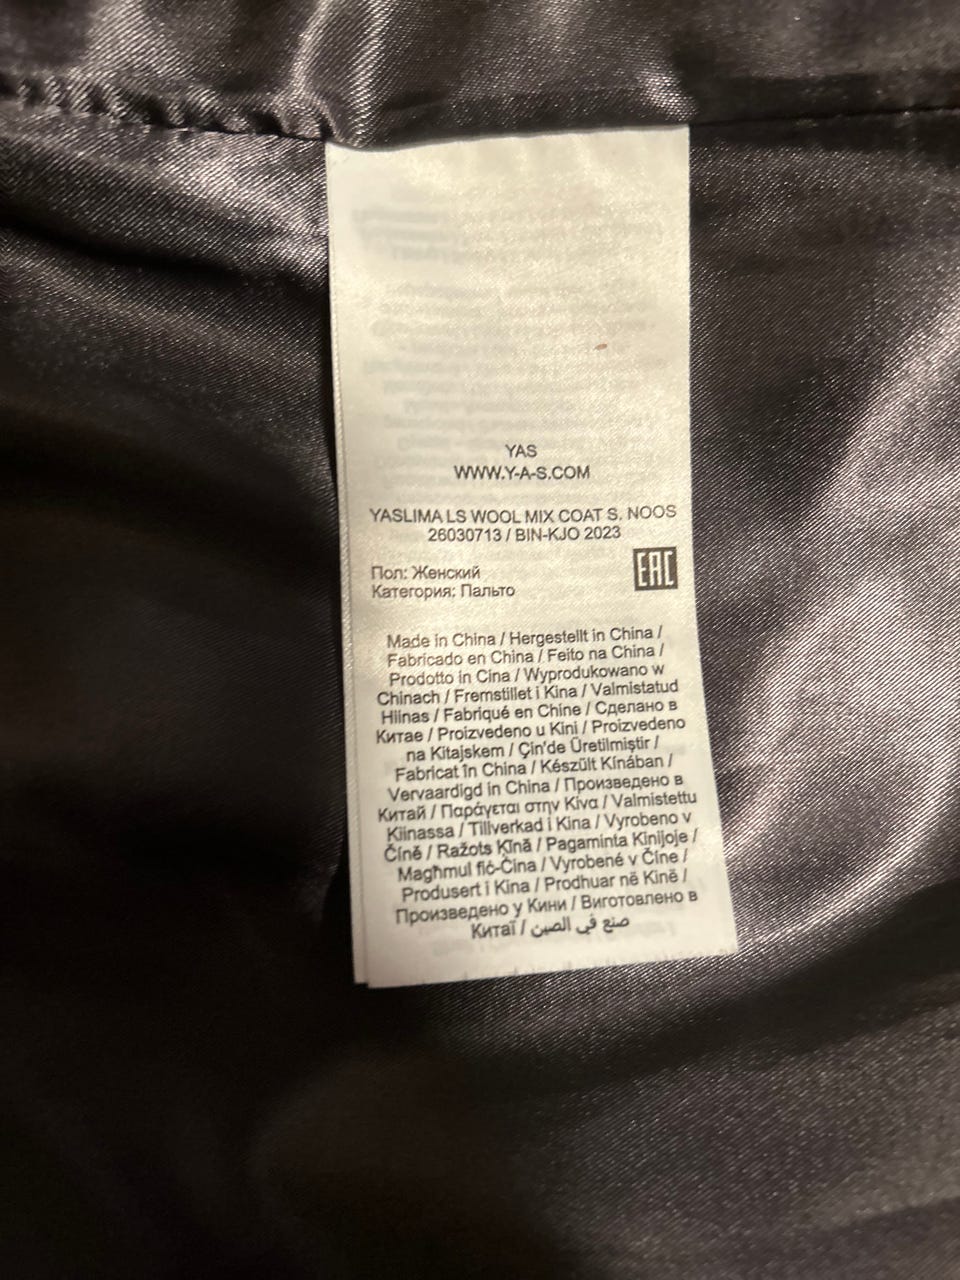 YAS
WWW.Y-A-S.COM
YASLIMA LS WOOL MIX COAT S. NOOS
26030713 / BIN-KJO 2023
EAC
Пол: Женский
Категория: Пальто
Made in China / Hergestellt in China /
Fabricado en China / Feito na China /
Prodotto in Cina / Wyprodukowano w
Chinach / Fremstillet i Kina / Valmistatud
Hiinas / Fabriqué en Chine / Сделано в
Китае / Proizvedeno u Kini / Proizvedeno
na Kitajskem / Çin'de Üretilmiştir /
Fabricat în China / Készült Kínában /
Vervaardigd in China / Произведено в
Китай / Παράγεται στην Κίνα / Valmistettu
Kiinassa / Tillverkad i Kina / Vyrobeno v
Číně / Ražots Ķīnā / Pagaminta Kinijoje /
Magħmul fiċ-Ċina / Vyrobené v Číne /
Produsert i Kina / Prodhuar në Kinë /
Произведено у Кини / Виготовлено в
Китаї / صنع في الصين